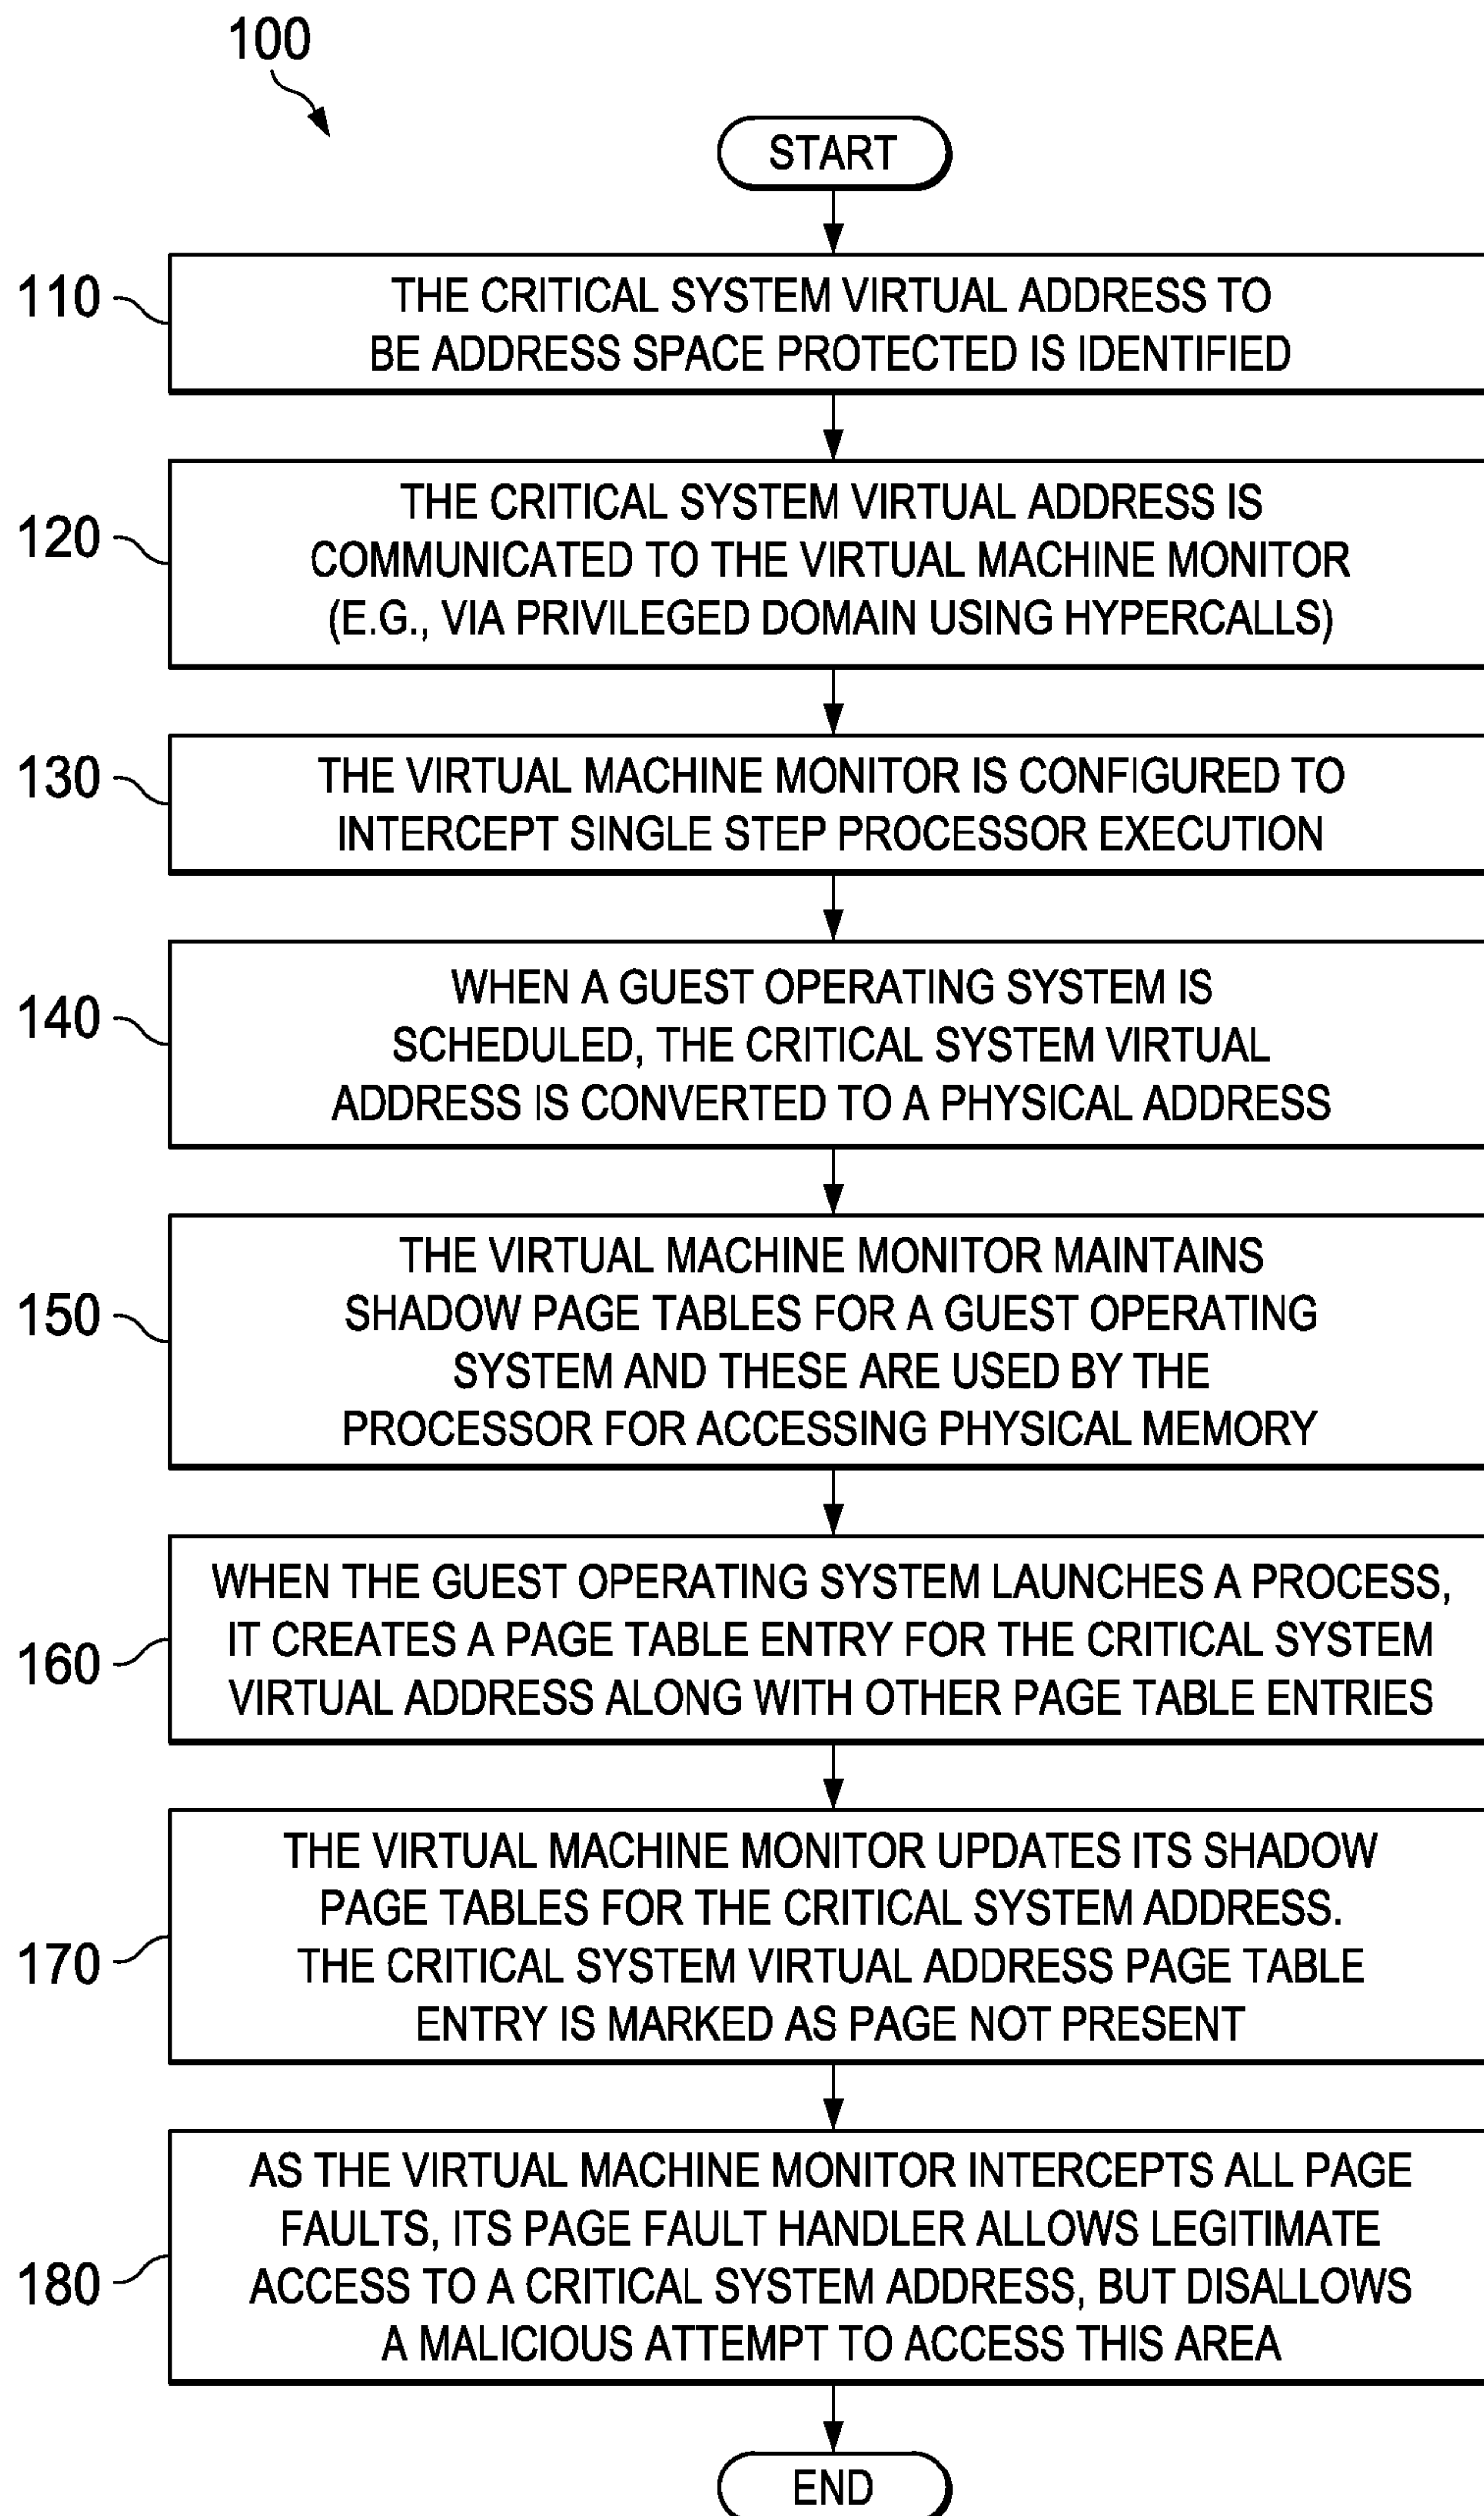 100
START
110
THE CRITICAL SYSTEM VIRTUAL ADDRESS TO
BE ADDRESS SPACE PROTECTED IS IDENTIFIED
120
THE CRITICAL SYSTEM VIRTUAL ADDRESS IS
COMMUNICATED TO THE VIRTUAL MACHINE MONITOR
(E.G., VIA PRIVILEGED DOMAIN USING HYPERCALLS)
130
THE VIRTUAL MACHINE MONITOR IS CONFIGURED TO
INTERCEPT SINGLE STEP PROCESSOR EXECUTION
140
WHEN A GUEST OPERATING SYSTEM IS
SCHEDULED, THE CRITICAL SYSTEM VIRTUAL
ADDRESS IS CONVERTED TO A PHYSICAL ADDRESS
150
THE VIRTUAL MACHINE MONITOR MAINTAINS
SHADOW PAGE TABLES FOR A GUEST OPERATING
SYSTEM AND THESE ARE USED BY THE
PROCESSOR FOR ACCESSING PHYSICAL MEMORY
160
WHEN THE GUEST OPERATING SYSTEM LAUNCHES A PROCESS,
IT CREATES A PAGE TABLE ENTRY FOR THE CRITICAL SYSTEM
VIRTUAL ADDRESS ALONG WITH OTHER PAGE TABLE ENTRIES
170
THE VIRTUAL MACHINE MONITOR UPDATES ITS SHADOW
PAGE TABLES FOR THE CRITICAL SYSTEM ADDRESS.
THE CRITICAL SYSTEM VIRTUAL ADDRESS PAGE TABLE
ENTRY IS MARKED AS PAGE NOT PRESENT
180
AS THE VIRTUAL MACHINE MONITOR INTERCEPTS ALL PAGE
FAULTS, ITS PAGE FAULT HANDLER ALLOWS LEGITIMATE
ACCESS TO A CRITICAL SYSTEM ADDRESS, BUT DISALLOWS
A MALICIOUS ATTEMPT TO ACCESS THIS AREA
END